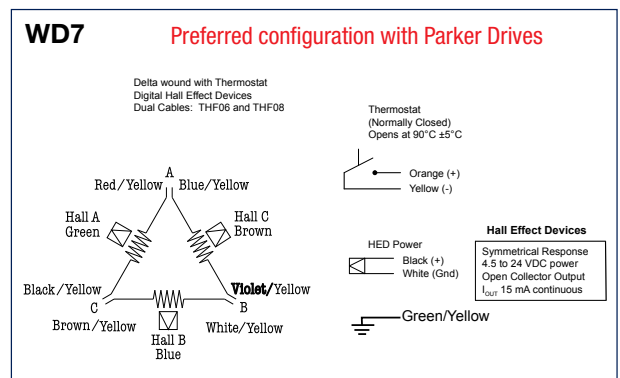 WD7
Preferred configuration with Parker Drives
Delta wound with Thermostat
Digital Hall Effect Devices
Dual Cables: THF06 and THF08
Thermostat
(Normally Closed)
Opens at 90°C ±5°C
Orange (+)
Yellow (-)
A
Red/Yellow
Blue/Yellow
Hall A
Green
Hall C
Brown
Black/Yellow
C
Brown/Yellow
Violet/Yellow
B
White/Yellow
Hall B
Blue
HED Power
Black (+)
White (Gnd)
Green/Yellow
Hall Effect Devices
Symmetrical Response
4.5 to 24 VDC power
Open Collector Output
IOUT 15 mA continuous